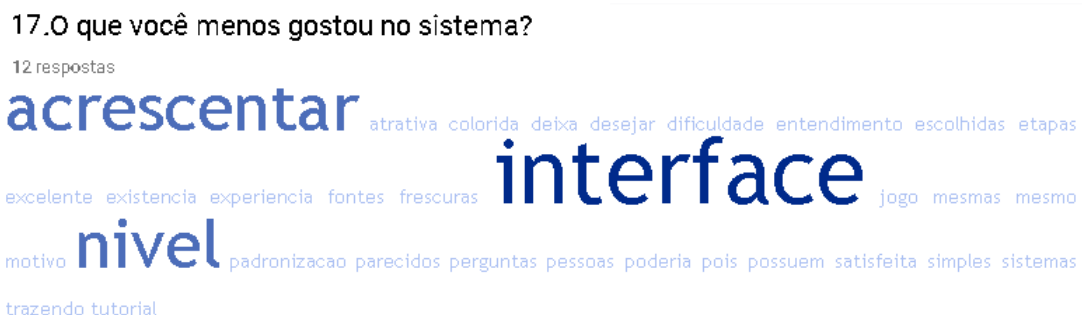 17.O que você menos gostou no sistema?
12 respostas
acrescentar atrativa colorida deixa desejar dificuldade entendimento escolhidas etapas
excelente existencia experiencia fontes frescuras interface jogo mesmas mesmo
motivo nivel padronizacao parecidos perguntas pessoas poderia pois possuem satisfeita simples sistemas
trazendo tutorial